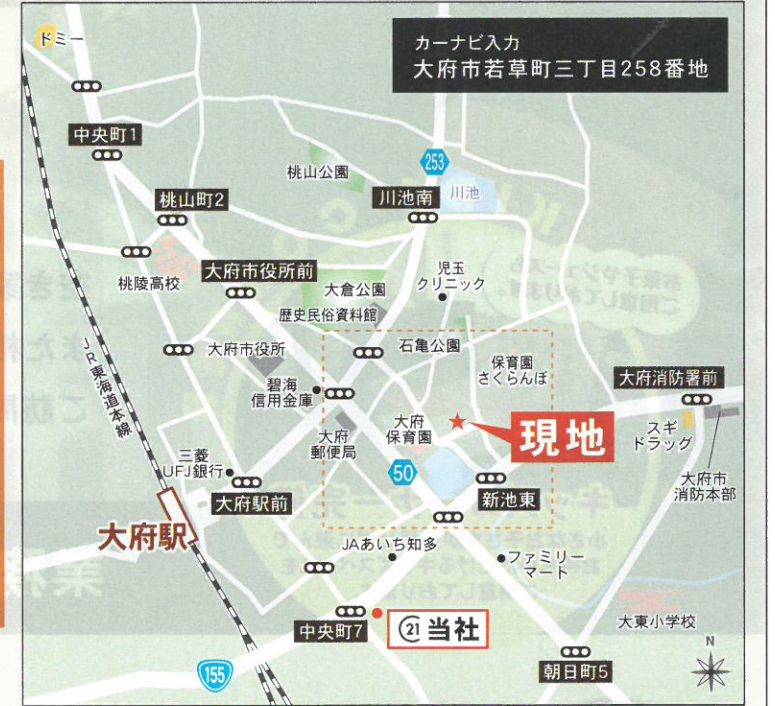 ドミー
カーナビ入力
大府市若草町三丁目258番地
中央町1
桃山公園
253
桃山町2
川池南
川池
大府市役所前
児玉
クリニック
桃陵高校
大倉公園
歴史民俗資料館
JR東海道本線
大府市役所
石亀公園
保育園
さくらんぼ
大府消防署前
碧海
信用金庫
大府
郵便局
大府
保育園
現地
スギ
ドラッグ
三菱
UFJ銀行
50
新池東
大府市
消防本部
大府駅前
大府駅
JAあいち知多
ファミリー
マート
中央町7
21 当社
大東小学校
朝日町5
155
N